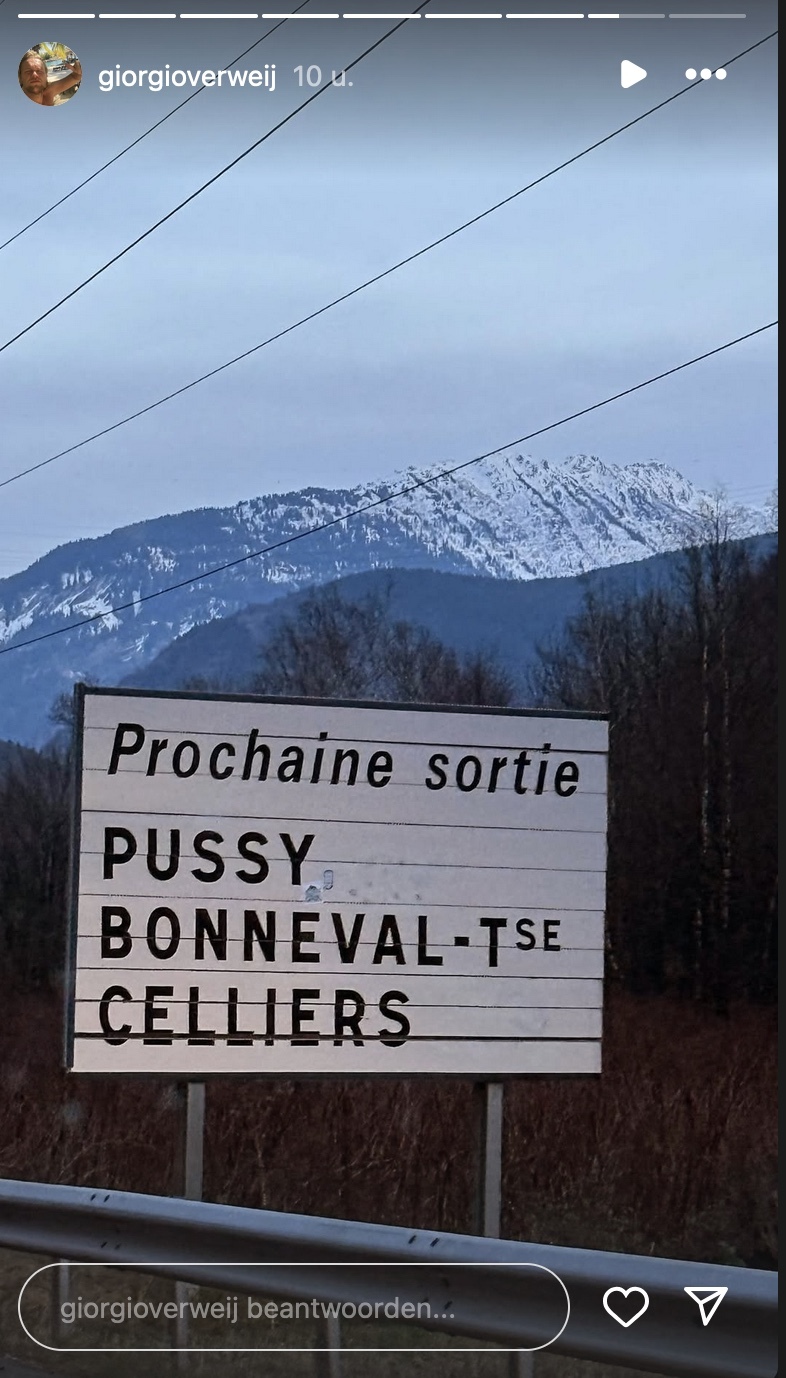 giorgioverweij 10 u.
Prochaine sortie
PUSSY
BONNEVAL-TSE
CELLIERS
giorgioverweij beantwoorden...